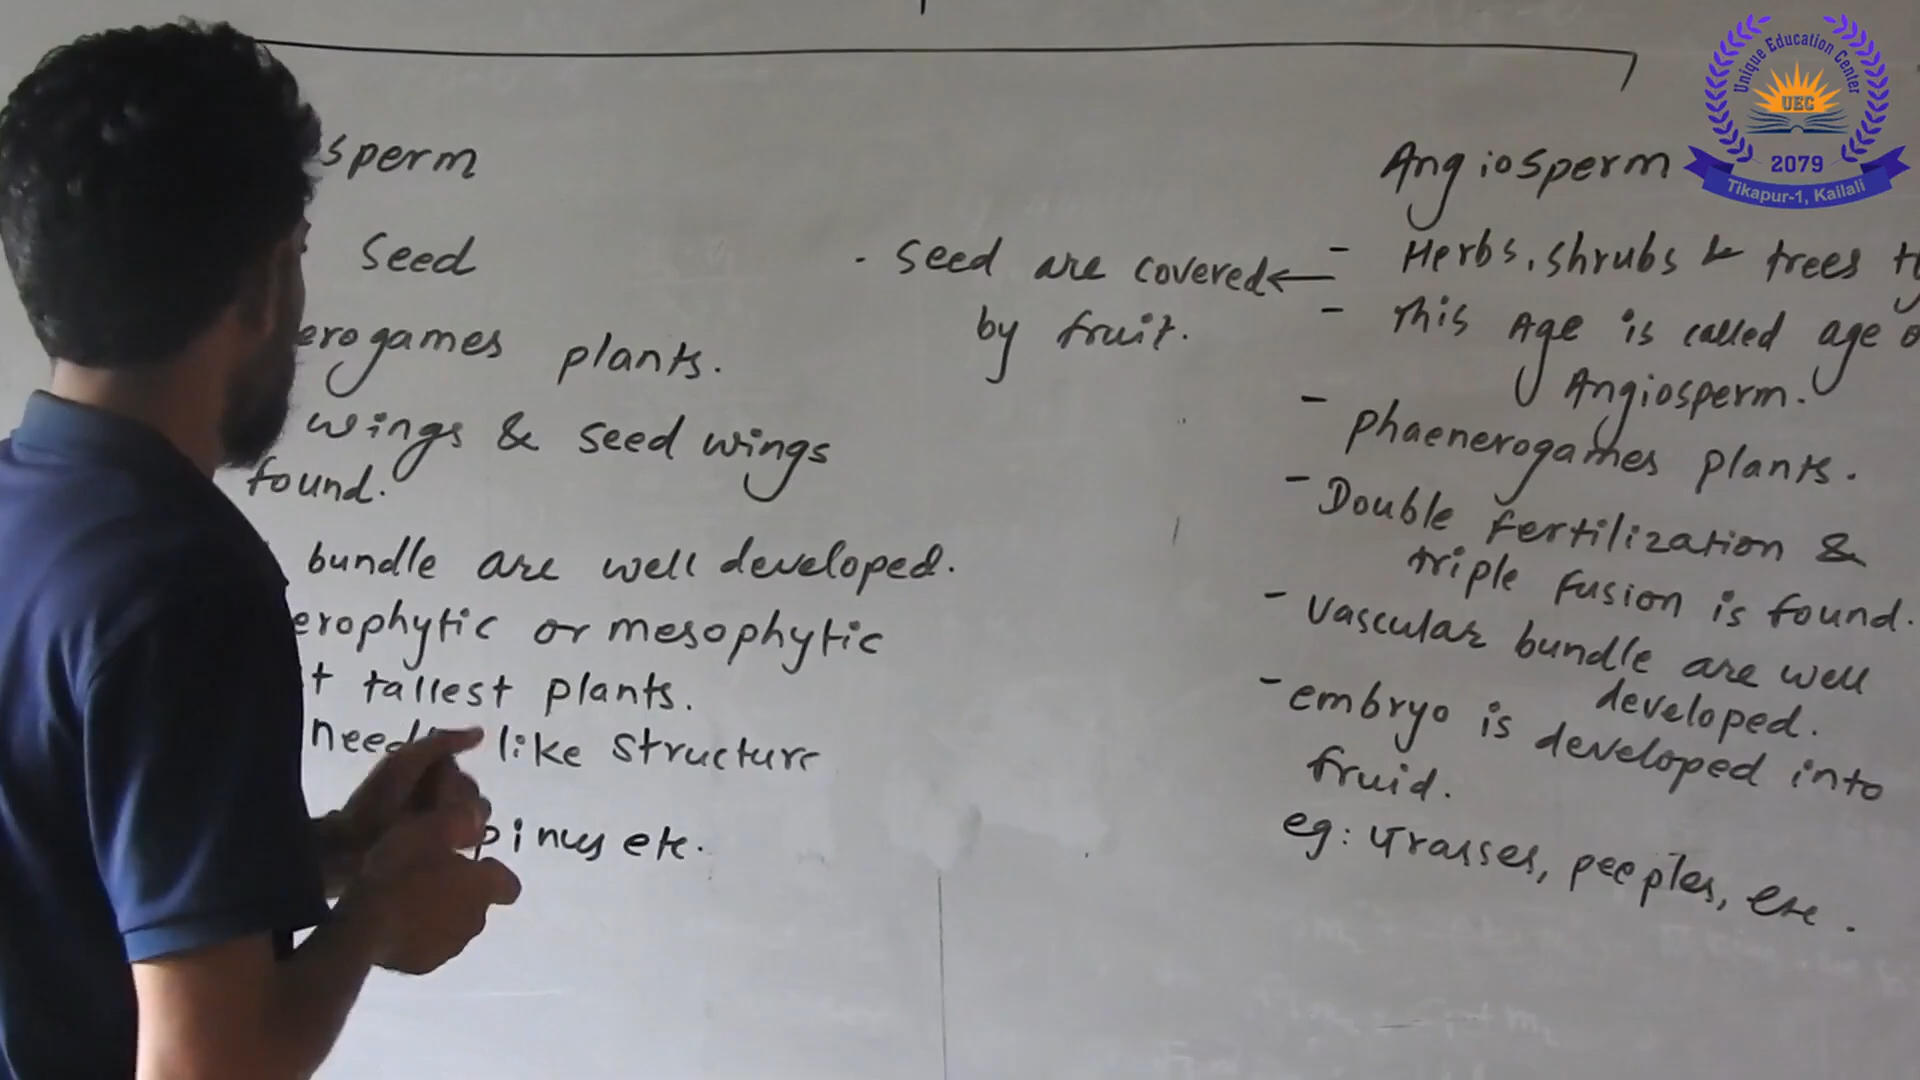 sperm
seed
erogames plants.
wings & seed wings
found.
bundle are well developed.
erophytic or mesophytic
t tallest plants.
like structure
pinus etc.
- seed are covered
by fruit.
Angiosperm
- Herbs, shrubs & trees
- This Age is called age
Angiosperm.
- phaenerogames plants.
- Double fertilization &
triple fusion is found.
- vascular bundle are well
developed.
- embryo is developed into
fruid.
eg: Grasses, peeples, etc.
Unique Education Center
UEC
2079
Tikapur-1, Kailali